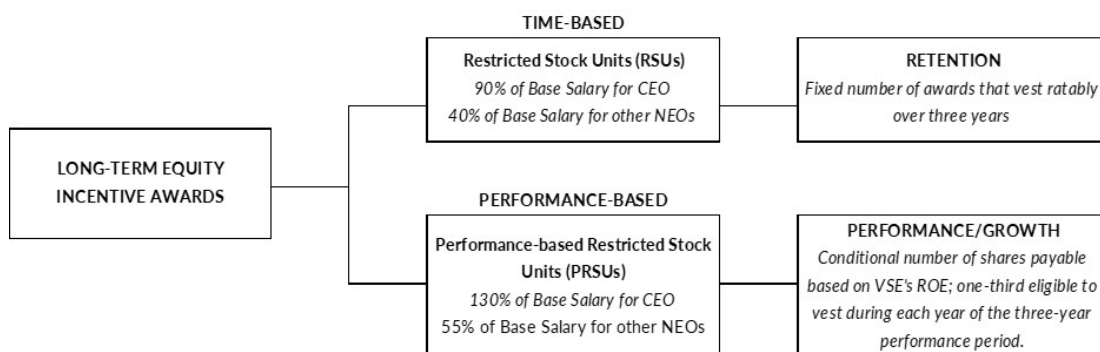 TIME-BASED
Restricted Stock Units (RSUs)
90% of Base Salary for CEO
40% of Base Salary for other NEOs
RETENTION
Fixed number of awards that vest ratably
over three years
LONG-TERM EQUITY
INCENTIVE AWARDS
PERFORMANCE-BASED
Performance-based Restricted Stock
Units (PRSUs)
130% of Base Salary for CEO
55% of Base Salary for other NEOs
PERFORMANCE/GROWTH
Conditional number of shares payable
based on VSE's ROE; one-third eligible to
vest during each year of the three-year
performance period.